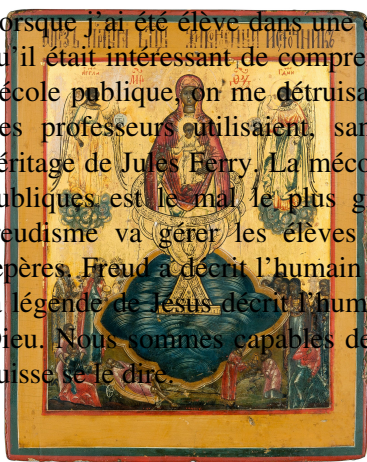 orsque j'ai été élève dans une é
u'il était intéressant de compre
école publique, on me détruisa
es professeurs utilisaient, san
éritage de Jules Ferry. La méco
ubliques est le mal le plus g
eudisme va gérer les élèves
epères. Freud a décrit l'humain
a légende de Jésus décrit l'hum
Dieu. Nous sommes capables de
uisse se le dire.